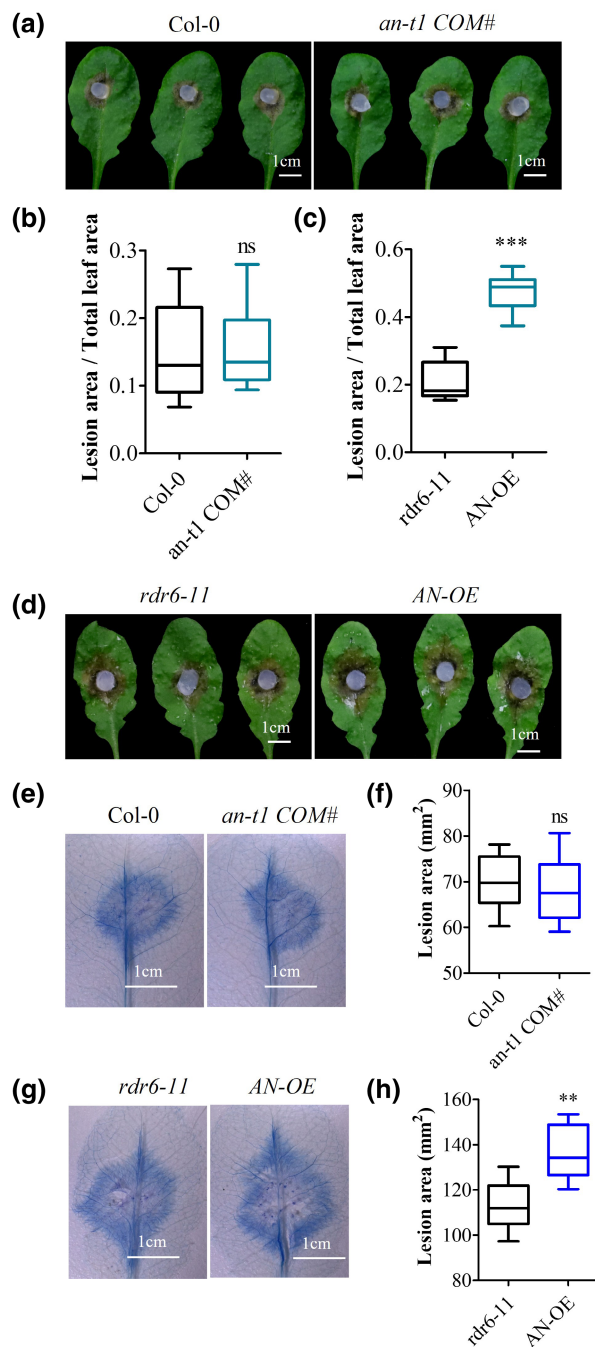 (a)
Col-0
an-t1 COM#
1cm
1cm
(b)
Lesion area / Total leaf area
0.3
0.2
0.1
0.0
ns
Col-0
an-t1 COM#
(c)
Lesion area / Total leaf area
0.6
0.4
0.2
0.0
***
rdr6-11
AN-OE
(d)
rdr6-11
AN-OE
1cm
1cm
(e)
Col-0
an-t1 COM#
1cm
1cm
(f)
Lesion area (mm²)
90
80
70
60
50
ns
Col-0
an-t1 COM#
(g)
rdr6-11
AN-OE
1cm
1cm
(h)
Lesion area (mm²)
160
140
120
100
80
**
rdr6-11
AN-OE